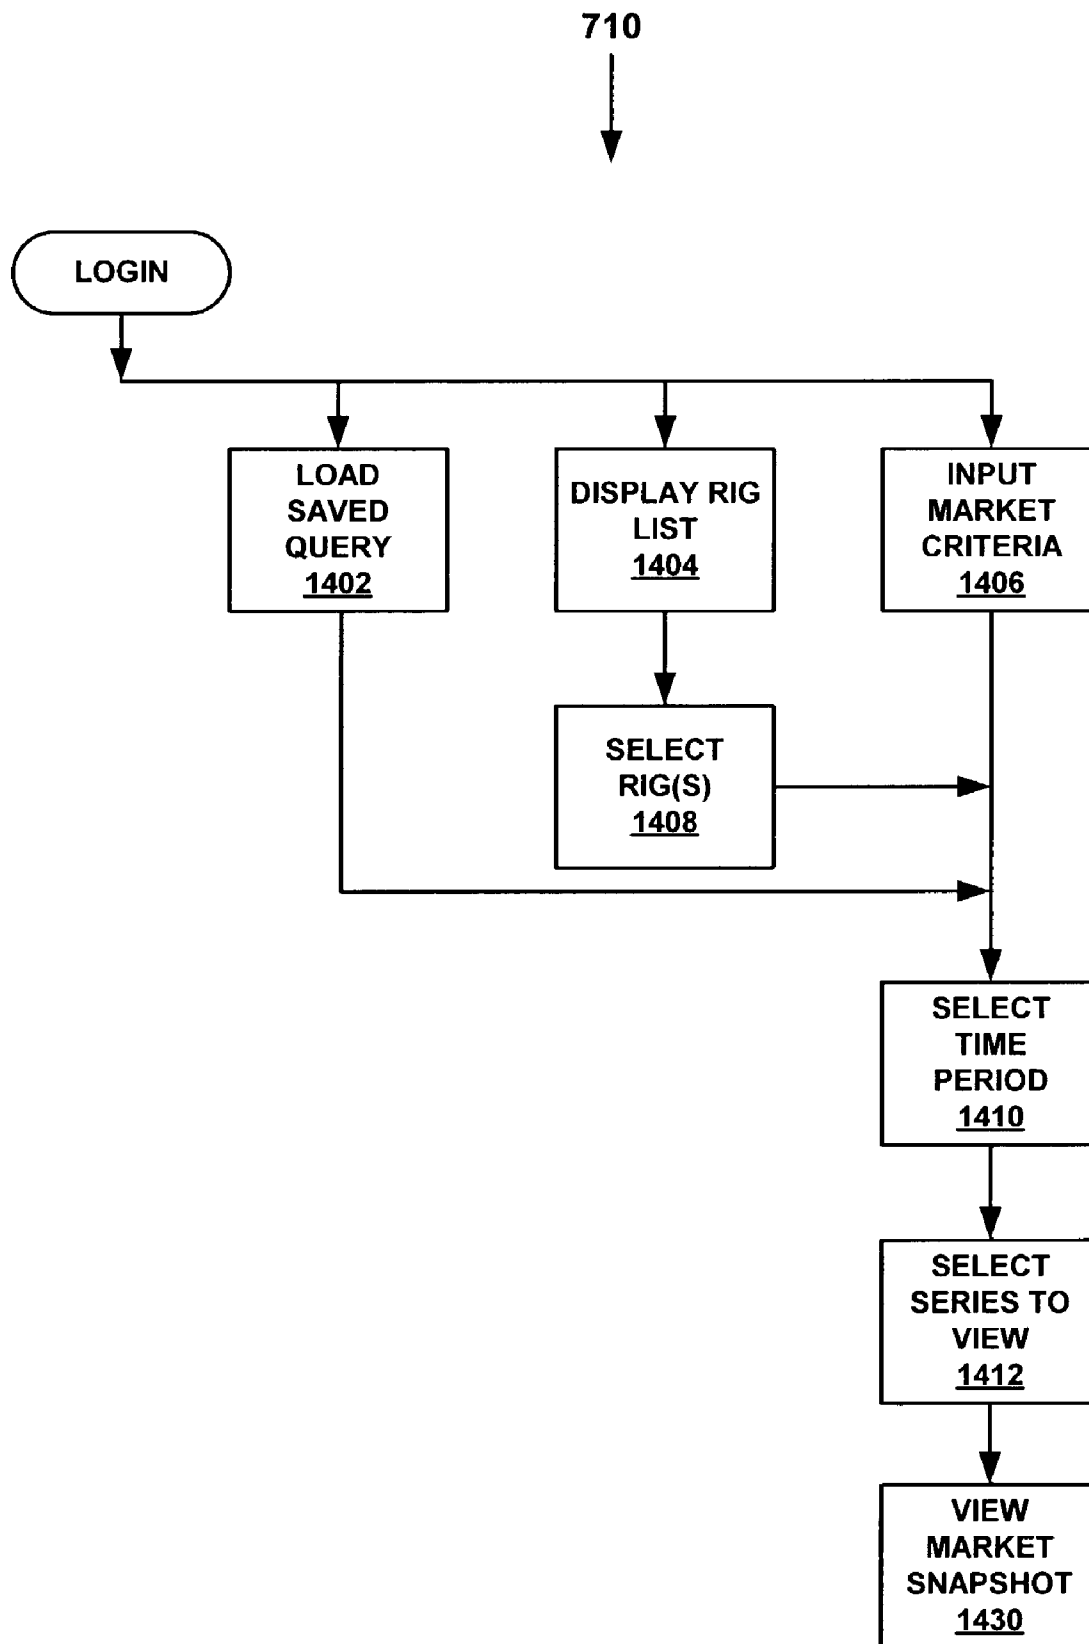 710
LOGIN
LOAD
SAVED
QUERY
1402
DISPLAY RIG
LIST
1404
INPUT
MARKET
CRITERIA
1406
SELECT
RIG(S)
1408
SELECT
TIME
PERIOD
1410
SELECT
SERIES TO
VIEW
1412
VIEW
MARKET
SNAPSHOT
1430